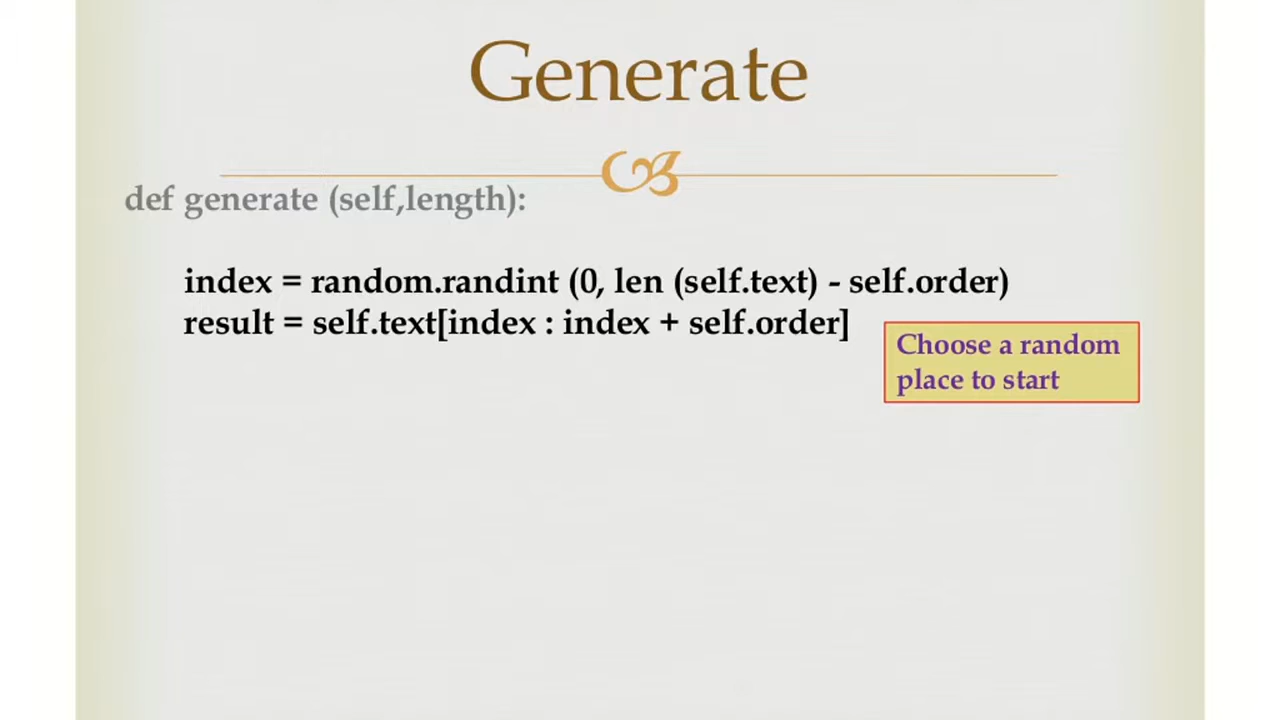 Generate
def generate (self,length):
index = random.randint (0, len (self.text) - self.order)
result = self.text[index : index + self.order]
Choose a random
place to start